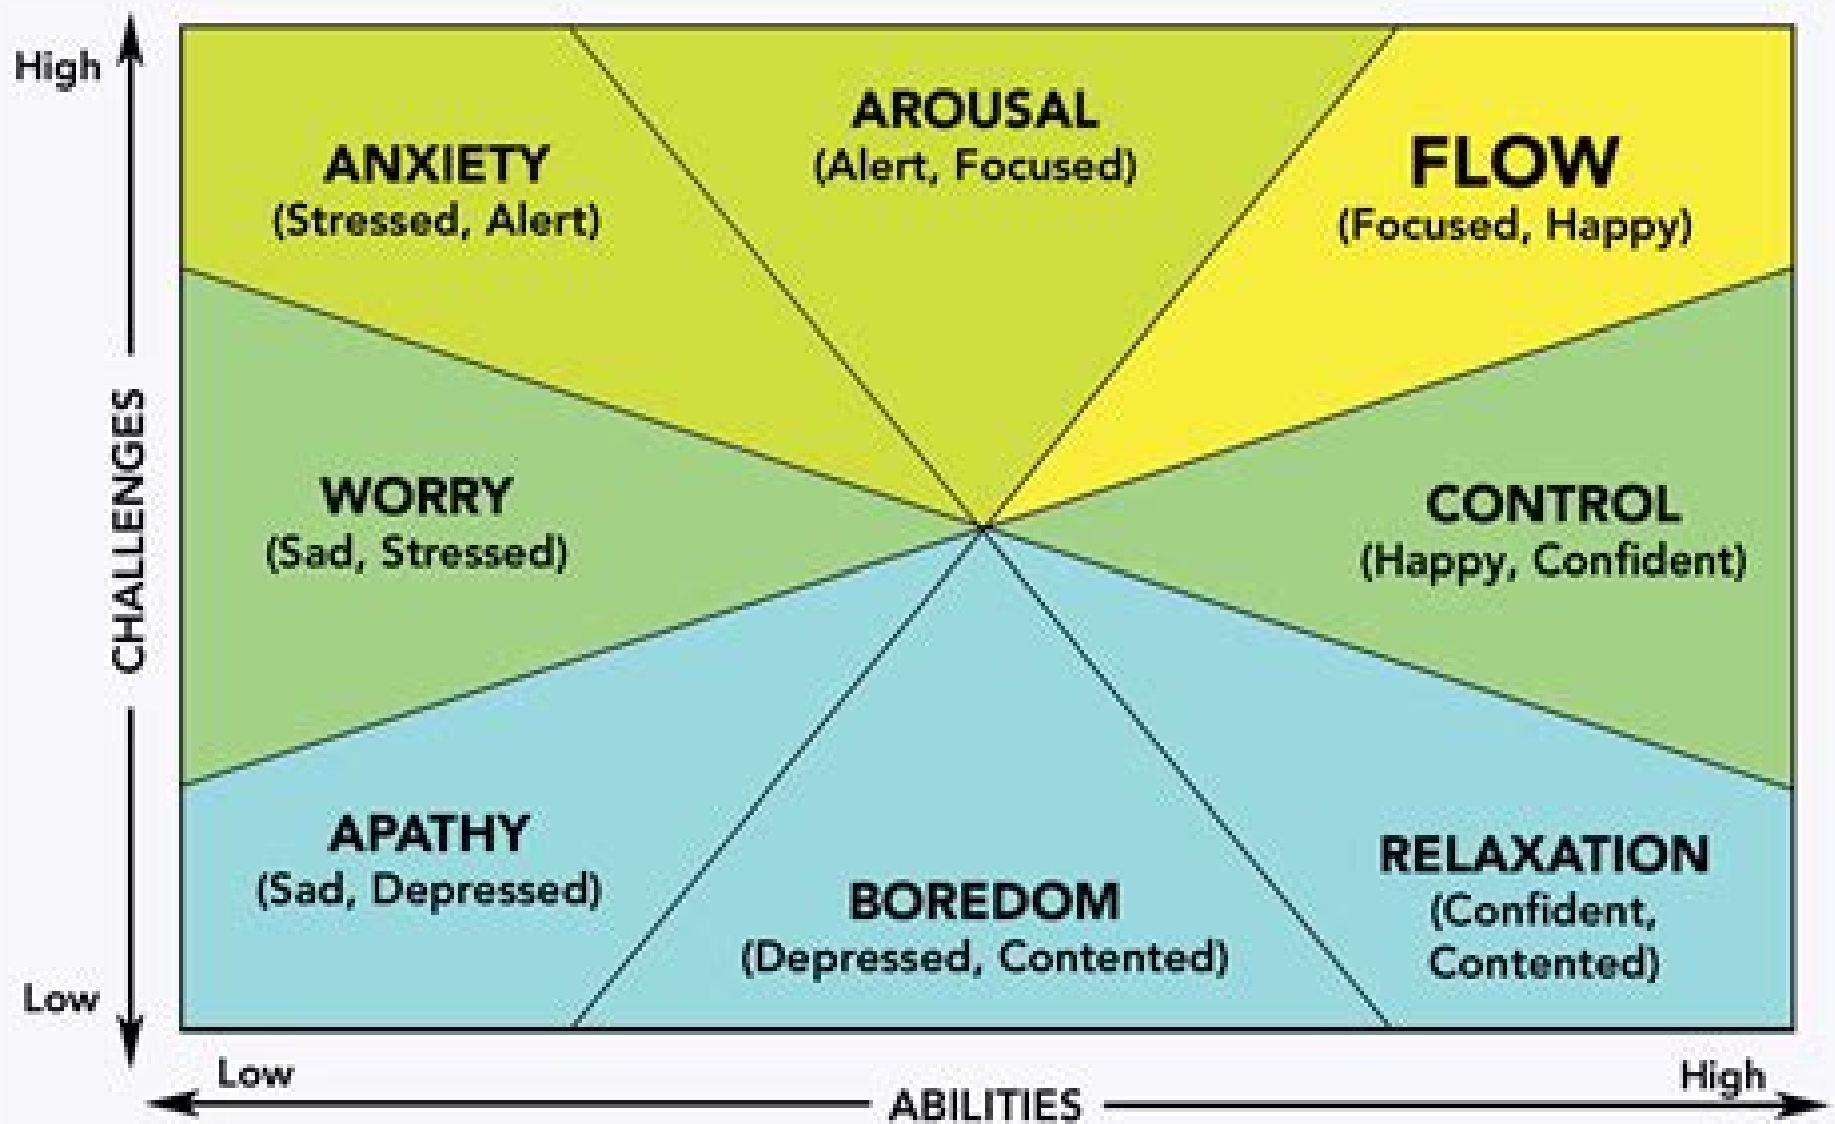 High
AROUSAL
(Alert, Focused)
ANXIETY
(Stressed, Alert)
FLOW
(Focused, Happy)
CHALLENGES
WORRY
(Sad, Stressed)
CONTROL
(Happy, Confident)
APATHY
(Sad, Depressed)
BOREDOM
(Depressed, Contented)
RELAXATION
(Confident,
Contented)
Low
Low
High
ABILITIES